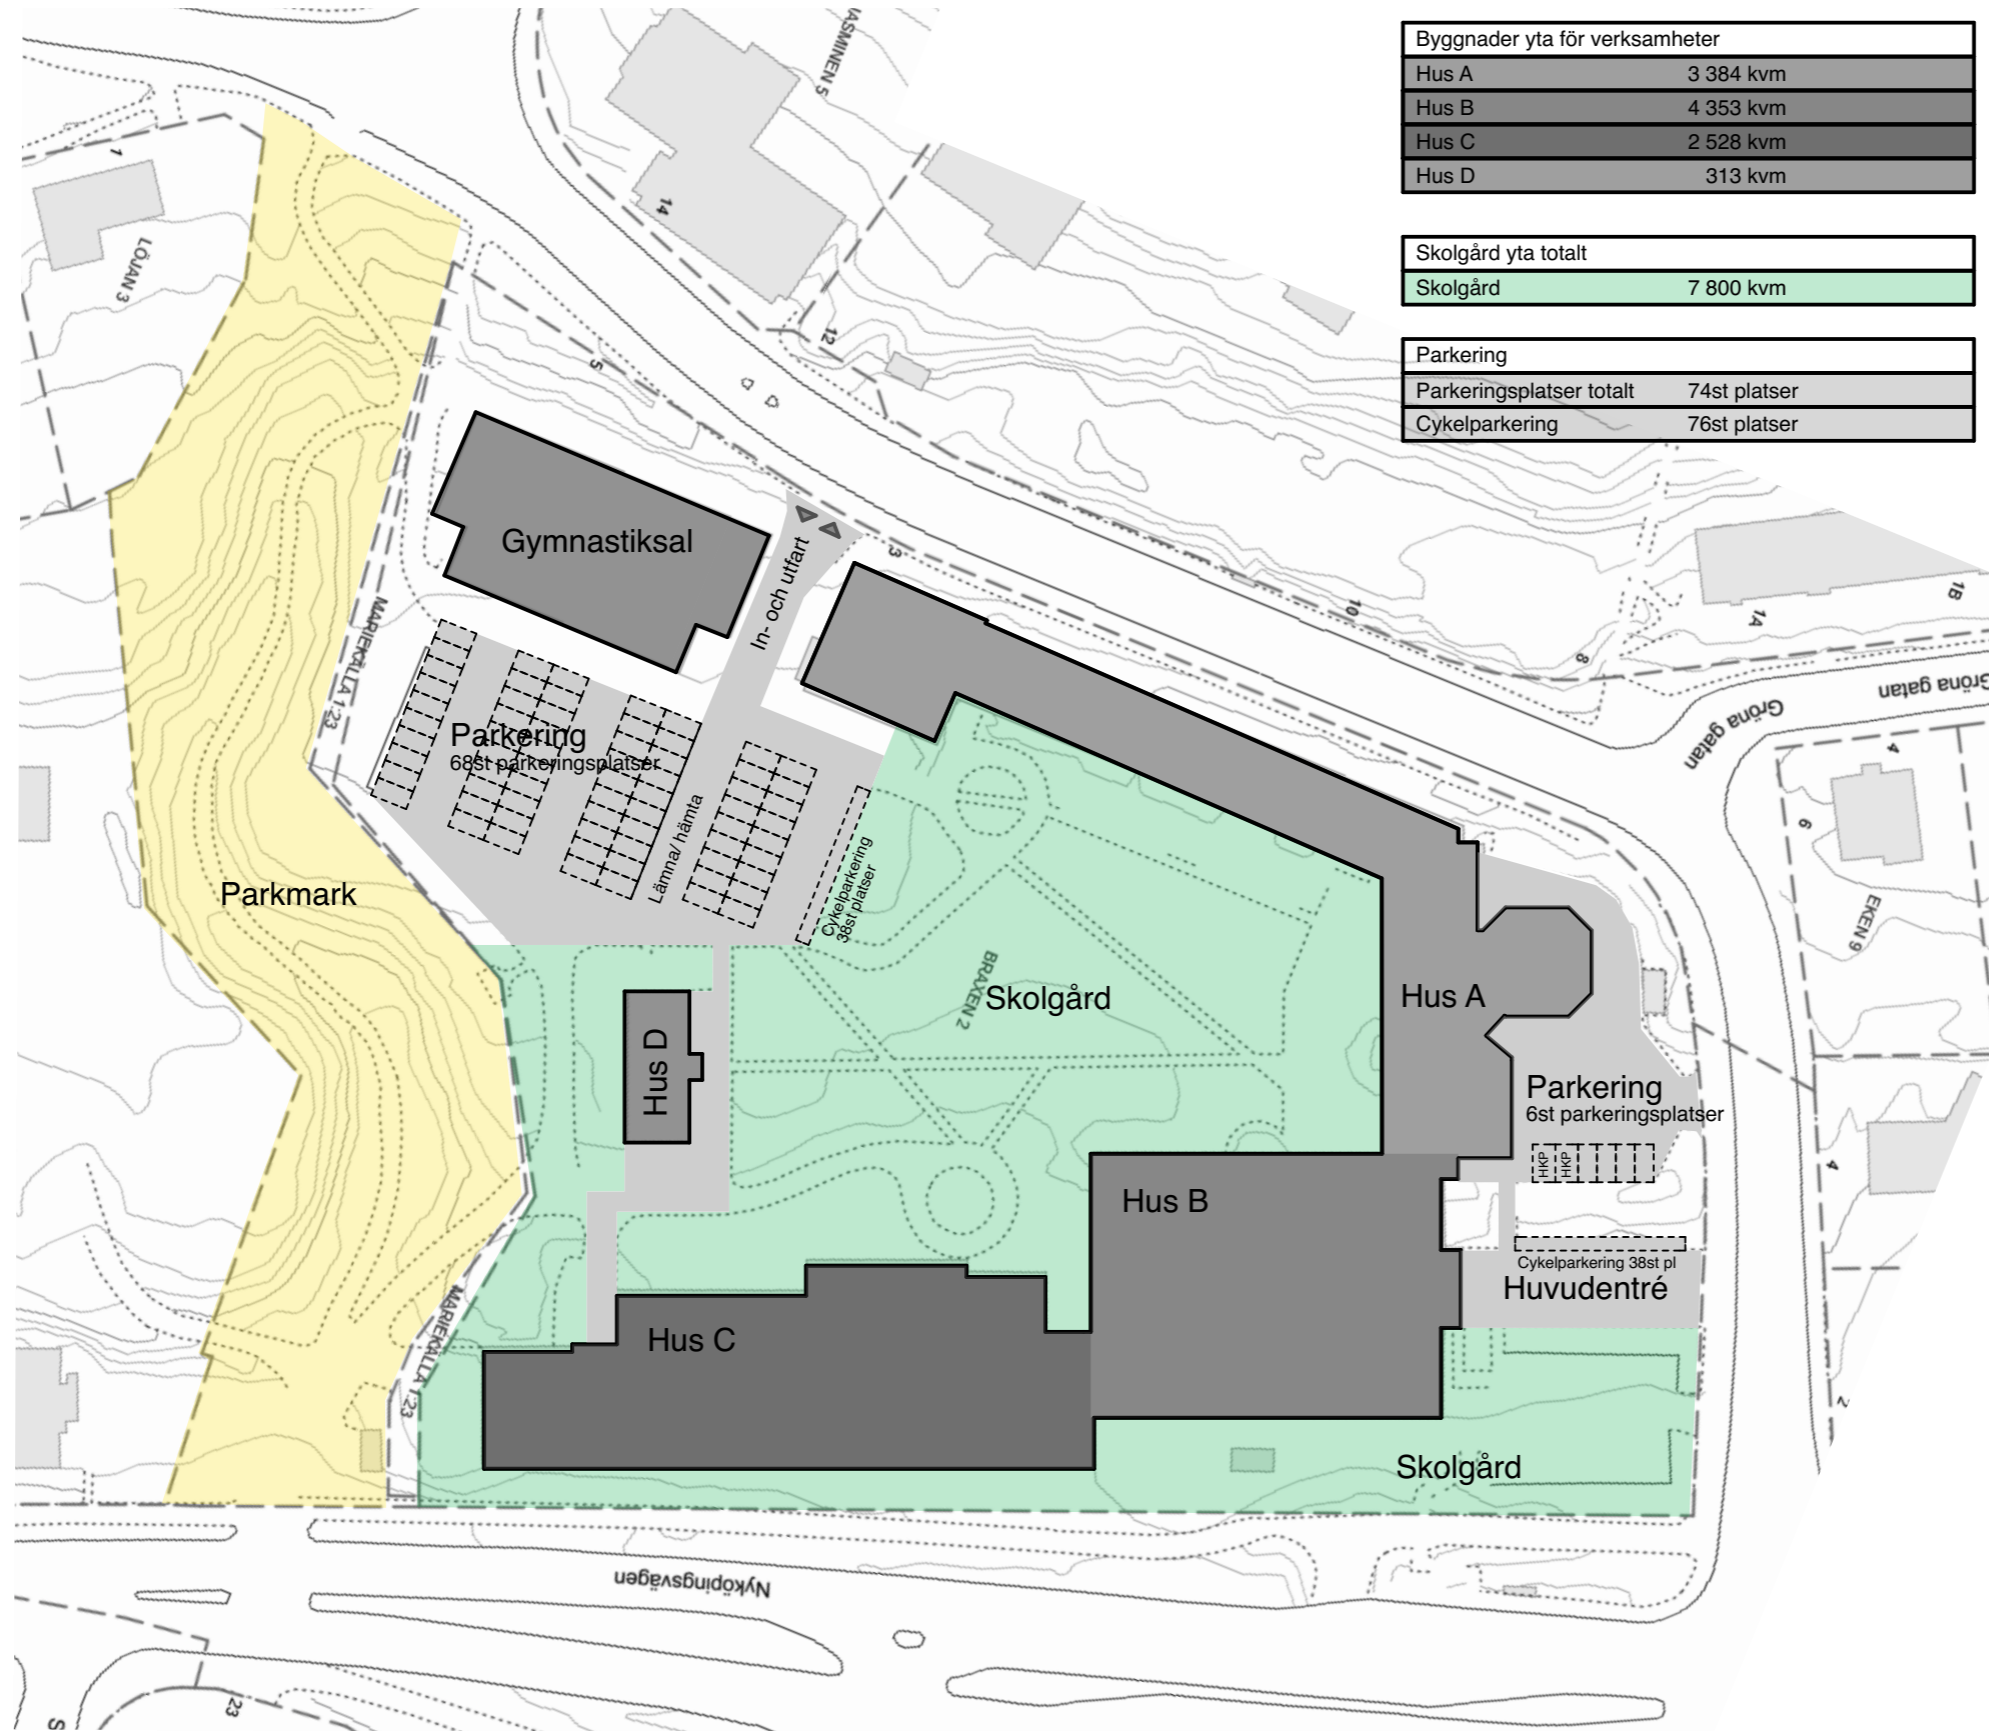 Byggnader yta för verksamheter
Hus A 3 384 kvm
Hus B 4 353 kvm
Hus C 2 528 kvm
Hus D 313 kvm
Skolgård yta totalt
Skolgård 7 800 kvm
Parkering
Parkeringsplatser totalt 74st platser
Cykelparkering 76st platser
JASMINEN 5
14
12
1
LÖJAN 3
5
3
10
8
1A
1B
Gröna gatan
Gröna gatan
4
6
EKEN 9
4
2
Gymnastiksal
In- och utfart
MARIEKÄLLA 1:23
Parkering
68st parkeringsplatser
Lämna/ hämta
Cykelparkering
38st platser
Parkmark
BRAXEN 2
Skolgård
Hus A
Hus D
Parkering
6st parkeringsplatser
HKP
HKP
Hus B
Cykelparkering 38st pl
Huvudentré
Hus C
MARIEKÄLLA 1:23
Skolgård
Nyköpingsvägen
23
S